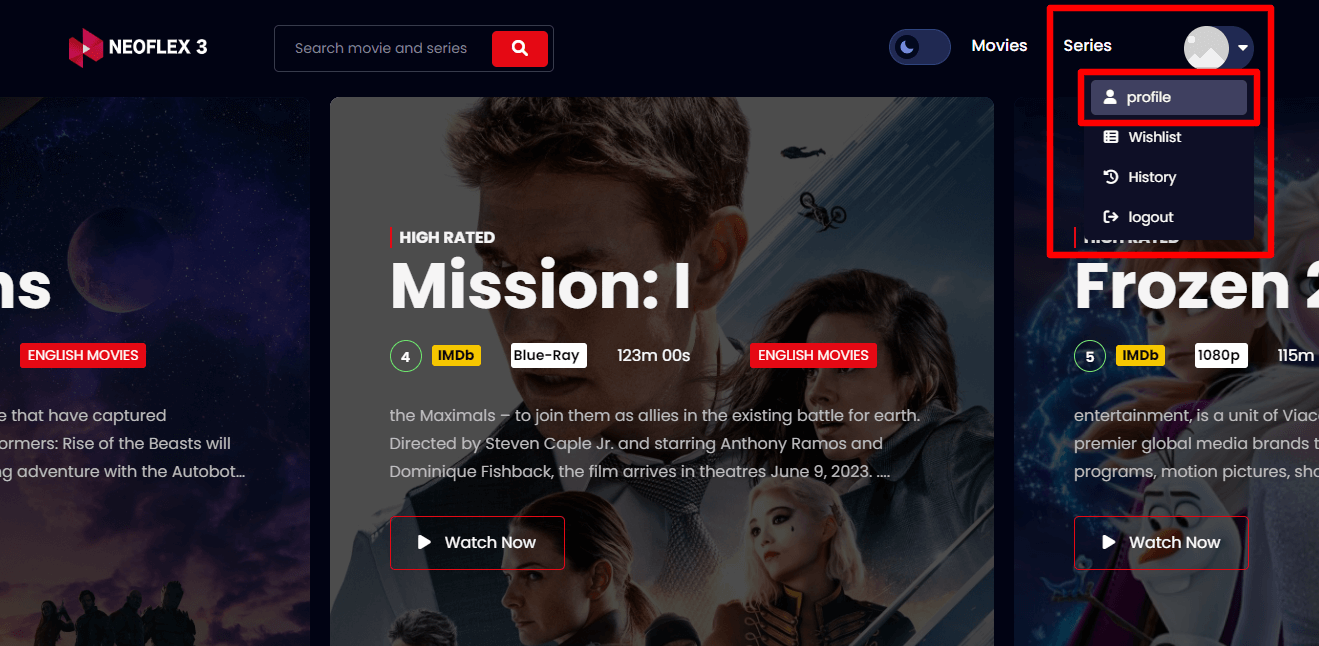 NEOFLEX 3
Search movie and series
Movies
Series
profile
Wishlist
History
logout
ns
ENGLISH MOVIES
e that have captured
ormers: Rise of the Beasts will
ng adventure with the Autobot...
HIGH RATED
Mission: I
4 IMDb Blue-Ray 123m 00s ENGLISH MOVIES
the Maximals – to join them as allies in the existing battle for earth.
Directed by Steven Caple Jr. and starring Anthony Ramos and
Dominique Fishback, the film arrives in theatres June 9, 2023. ....
Watch Now
HIGH RATED
Frozen 2
5 IMDb 1080p 115m
entertainment, is a unit of Viac
premier global media brands t
programs, motion pictures, sho
Watch Now